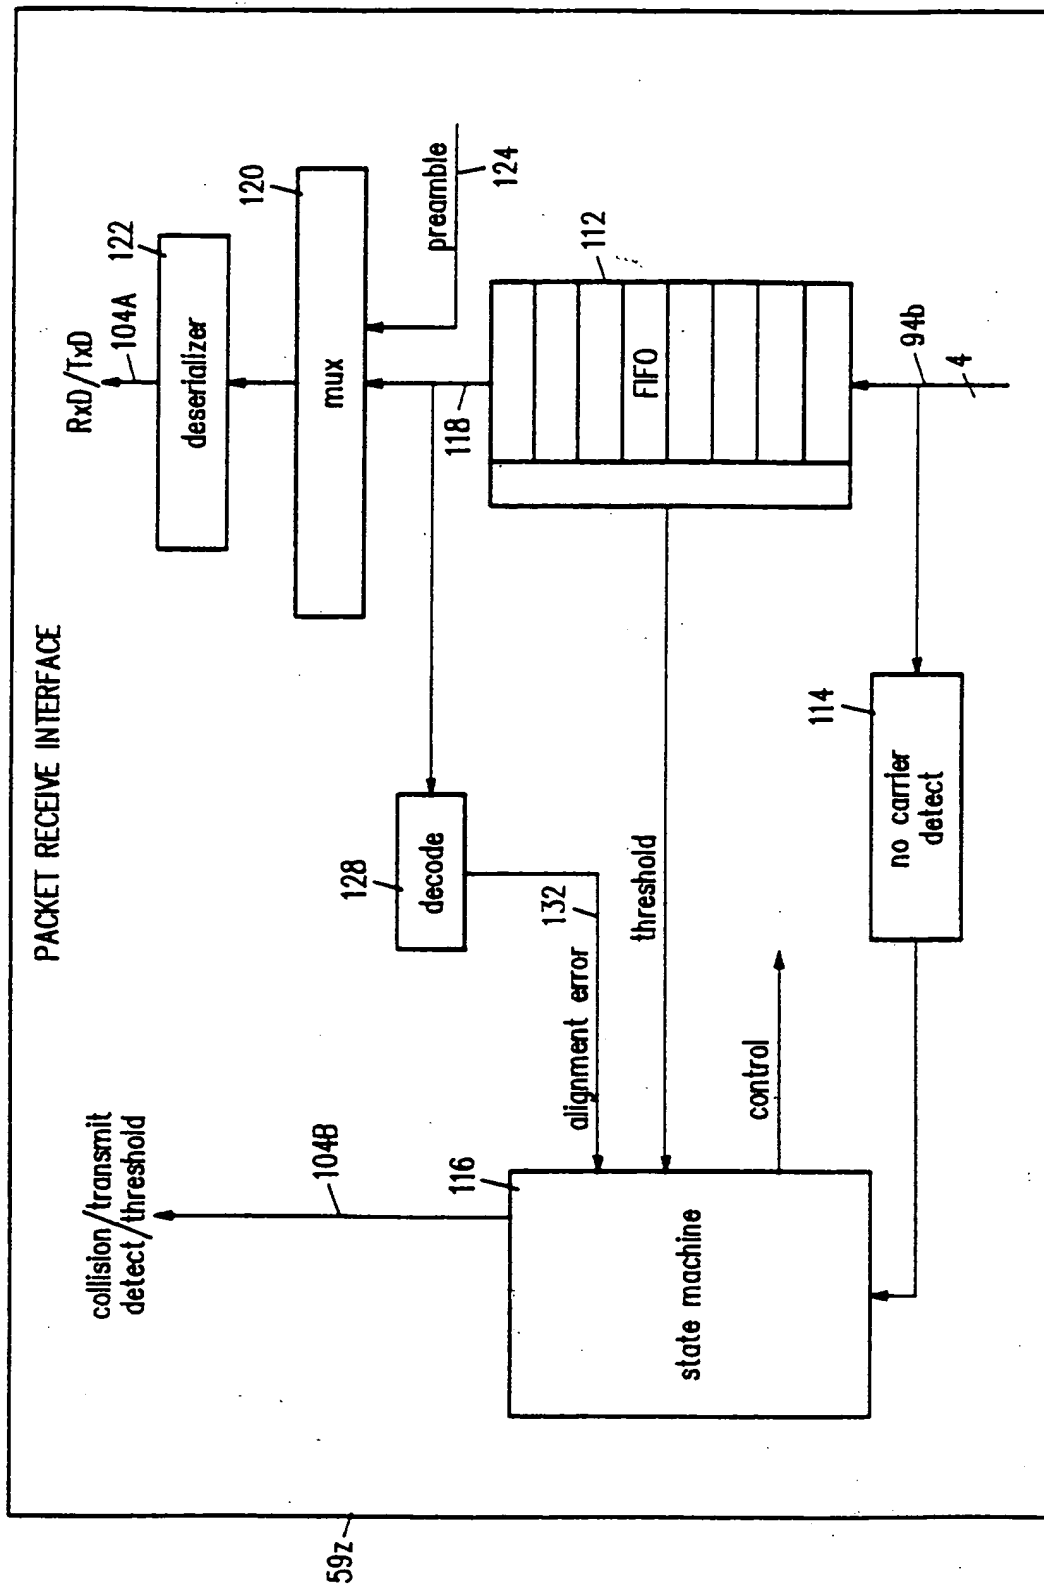 PACKET RECEIVE INTERFACE
59z
collision/transmit
detect/threshold
104B
RxD/TxD
104A
122
deserializer
120
mux
preamble
124
118
128
decode
132
alignment error
116
state machine
threshold
control
112
FIFO
114
no carrier
detect
94b
4